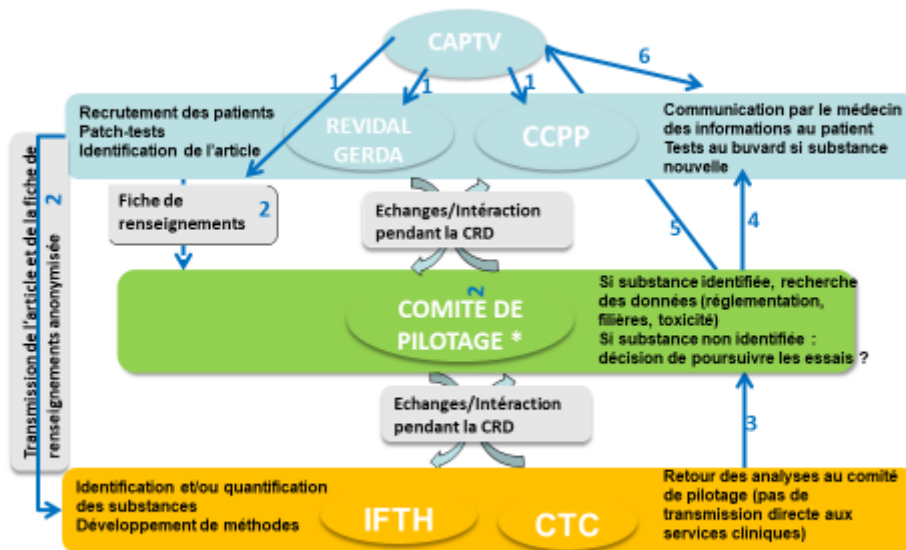 CAPTV
6
1
1
1
Recrutement des patients
Patch-tests
Identification de l'article
REVIDAL
GERDA
CCPP
Communication par le médecin
des informations au patient
Tests au buvard si substance
nouvelle
Transmission de l'article et de la fiche de
renseignements anonymisée
2
Fiche de
renseignements
2
Echanges/Intéraction
pendant la CRD
5
4
2
COMITE DE
PILOTAGE *
Si substance identifiée, recherche
des données (réglementation,
filières, toxicité)
Si substance non identifiée :
décision de poursuivre les essais ?
Echanges/Intéraction
pendant la CRD
3
Identification et/ou quantification
des substances
Développement de méthodes
IFTH
CTC
Retour des analyses au comité
de pilotage (pas de
transmission directe aux
services cliniques)